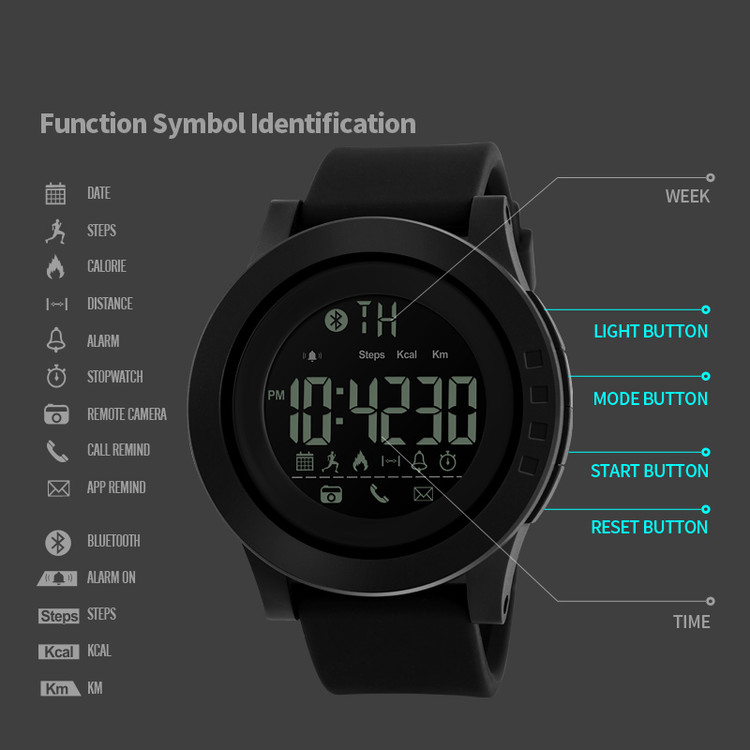 Function Symbol Identification
DATE
STEPS
CALORIE
DISTANCE
ALARM
STOPWATCH
REMOTE CAMERA
CALL REMIND
APP REMIND
BLUETOOTH
ALARM ON
Steps STEPS
Kcal KCAL
Km KM
TH
Steps Kcal Km
PM 10:4230
WEEK
LIGHT BUTTON
MODE BUTTON
START BUTTON
RESET BUTTON
TIME